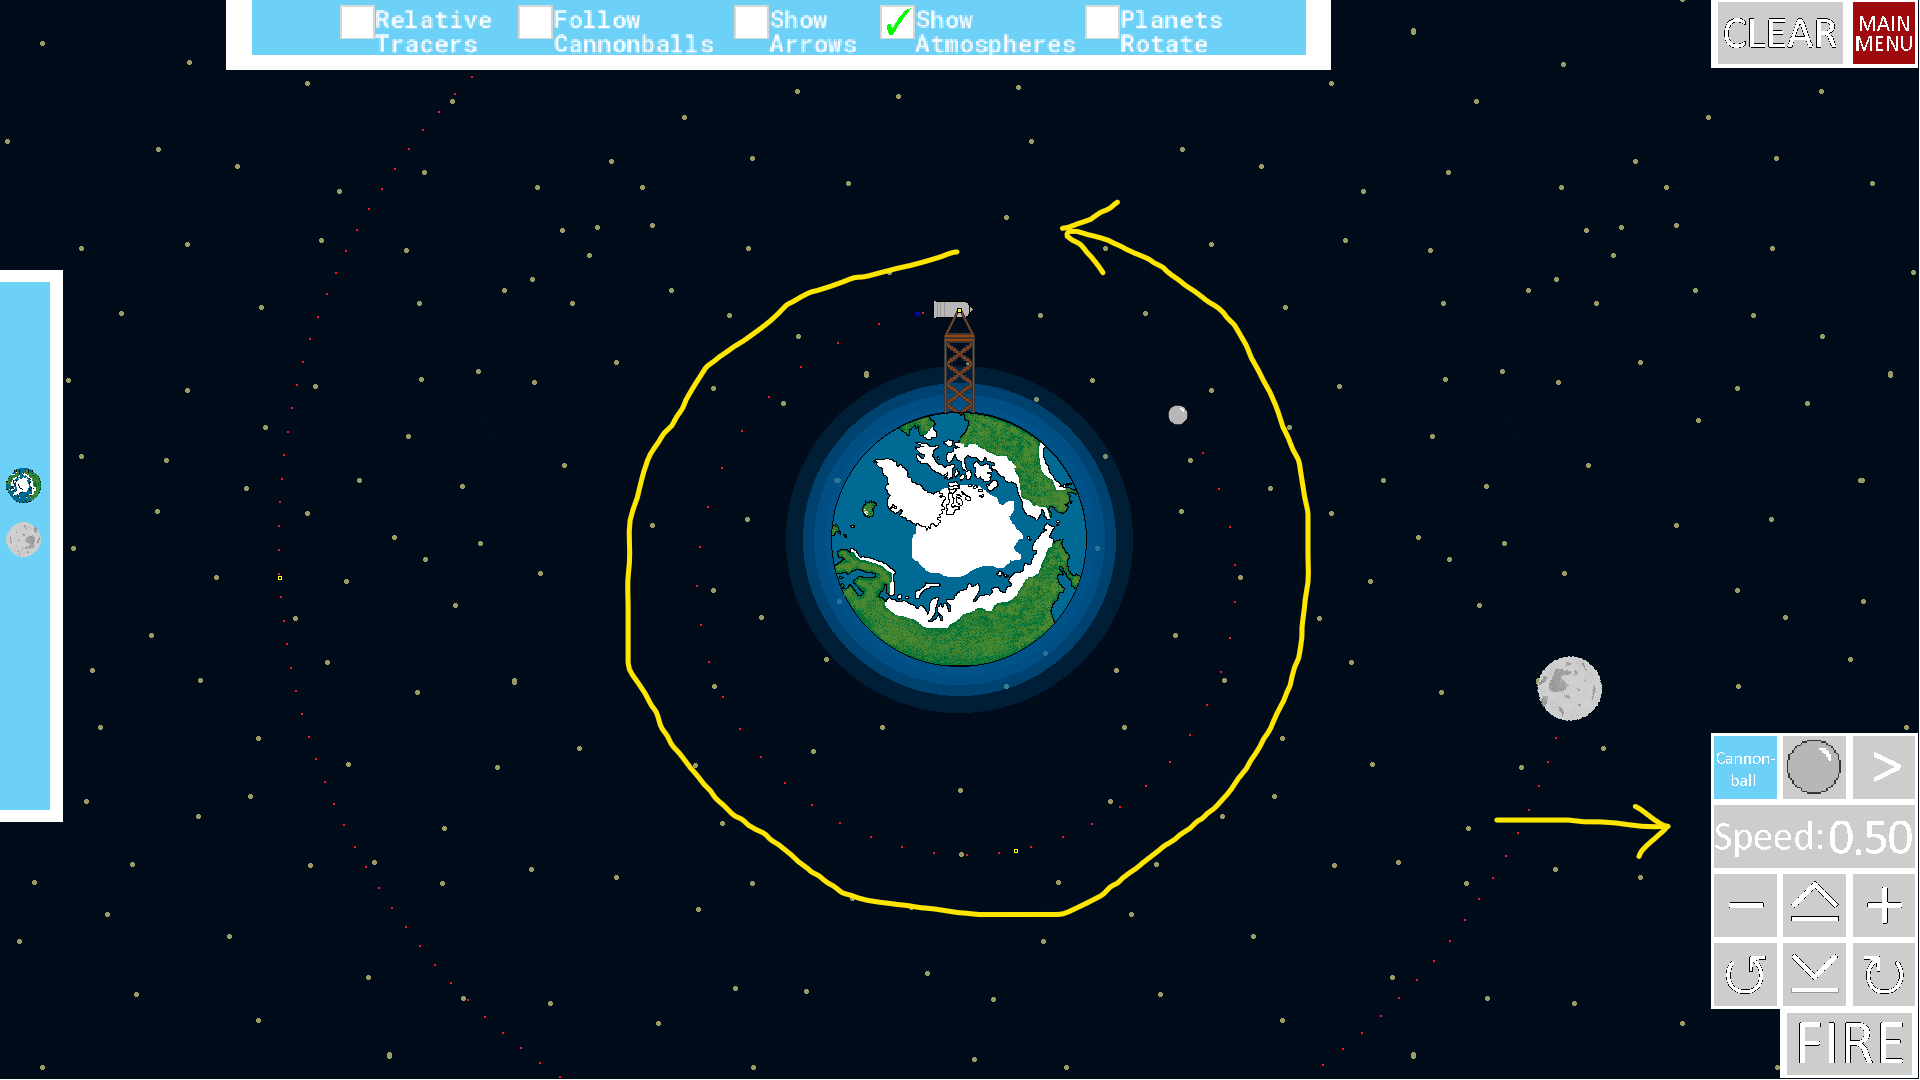 Relative
Tracers
Follow
Cannonballs
Show
Arrows
Show
Atmospheres
Planets
Rotate
CLEAR
MAIN
MENU
Cannon-
ball
>
Speed: 0.50
− +
FIRE